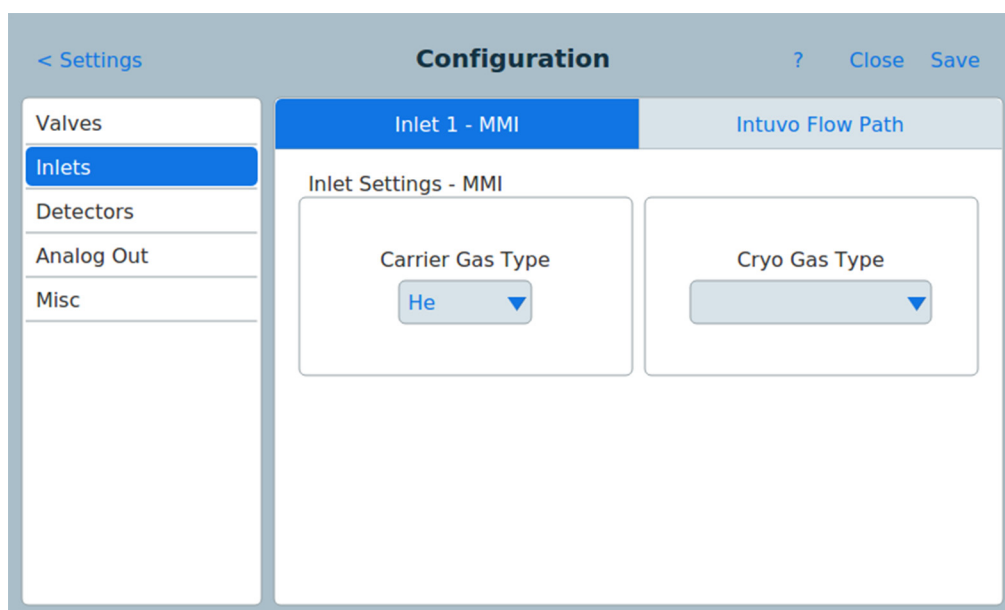 < Settings
Configuration
?
Close
Save
Valves
Inlets
Detectors
Analog Out
Misc
Inlet 1 - MMI
Intuvo Flow Path
Inlet Settings - MMI
Carrier Gas Type
He
Cryo Gas Type